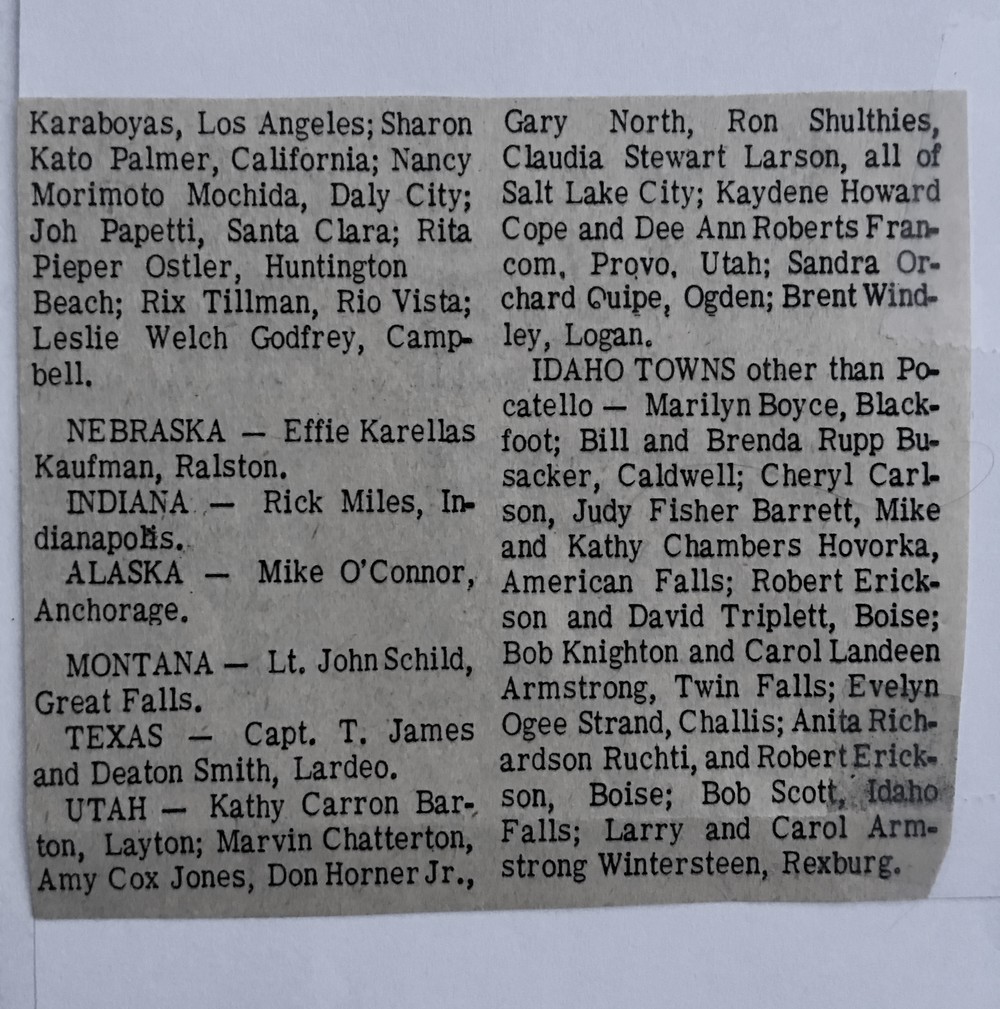 Karaboyas, Los Angeles; Sharon
Kato Palmer, California; Nancy
Morimoto Mochida, Daly City;
Joh Papetti, Santa Clara; Rita
Pieper Ostler, Huntington
Beach; Rix Tillman, Rio Vista;
Leslie Welch Godfrey, Camp-
bell.
NEBRASKA — Effie Karellas
Kaufman, Ralston.
INDIANA — Rick Miles, In-
dianapolis.
ALASKA — Mike O'Connor,
Anchorage.
MONTANA — Lt. John Schild,
Great Falls.
TEXAS — Capt. T. James
and Deaton Smith, Lardeo.
UTAH — Kathy Carron Bar-
ton, Layton; Marvin Chatterton,
Amy Cox Jones, Don Horner Jr.,
Gary North, Ron Shulthies,
Claudia Stewart Larson, all of
Salt Lake City; Kaydene Howard
Cope and Dee Ann Roberts Fran-
com, Provo, Utah; Sandra Or-
chard Quipe, Ogden; Brent Wind-
ley, Logan.
IDAHO TOWNS other than Po-
catello — Marilyn Boyce, Black-
foot; Bill and Brenda Rupp Bu-
sacker, Caldwell; Cheryl Carl-
son, Judy Fisher Barrett, Mike
and Kathy Chambers Hovorka,
American Falls; Robert Erick-
son and David Triplett, Boise;
Bob Knighton and Carol Landeen
Armstrong, Twin Falls; Evelyn
Ogee Strand, Challis; Anita Rich-
ardson Ruchti, and Robert Erick-
son, Boise; Bob Scott, Idaho
Falls; Larry and Carol Arm-
strong Wintersteen, Rexburg.